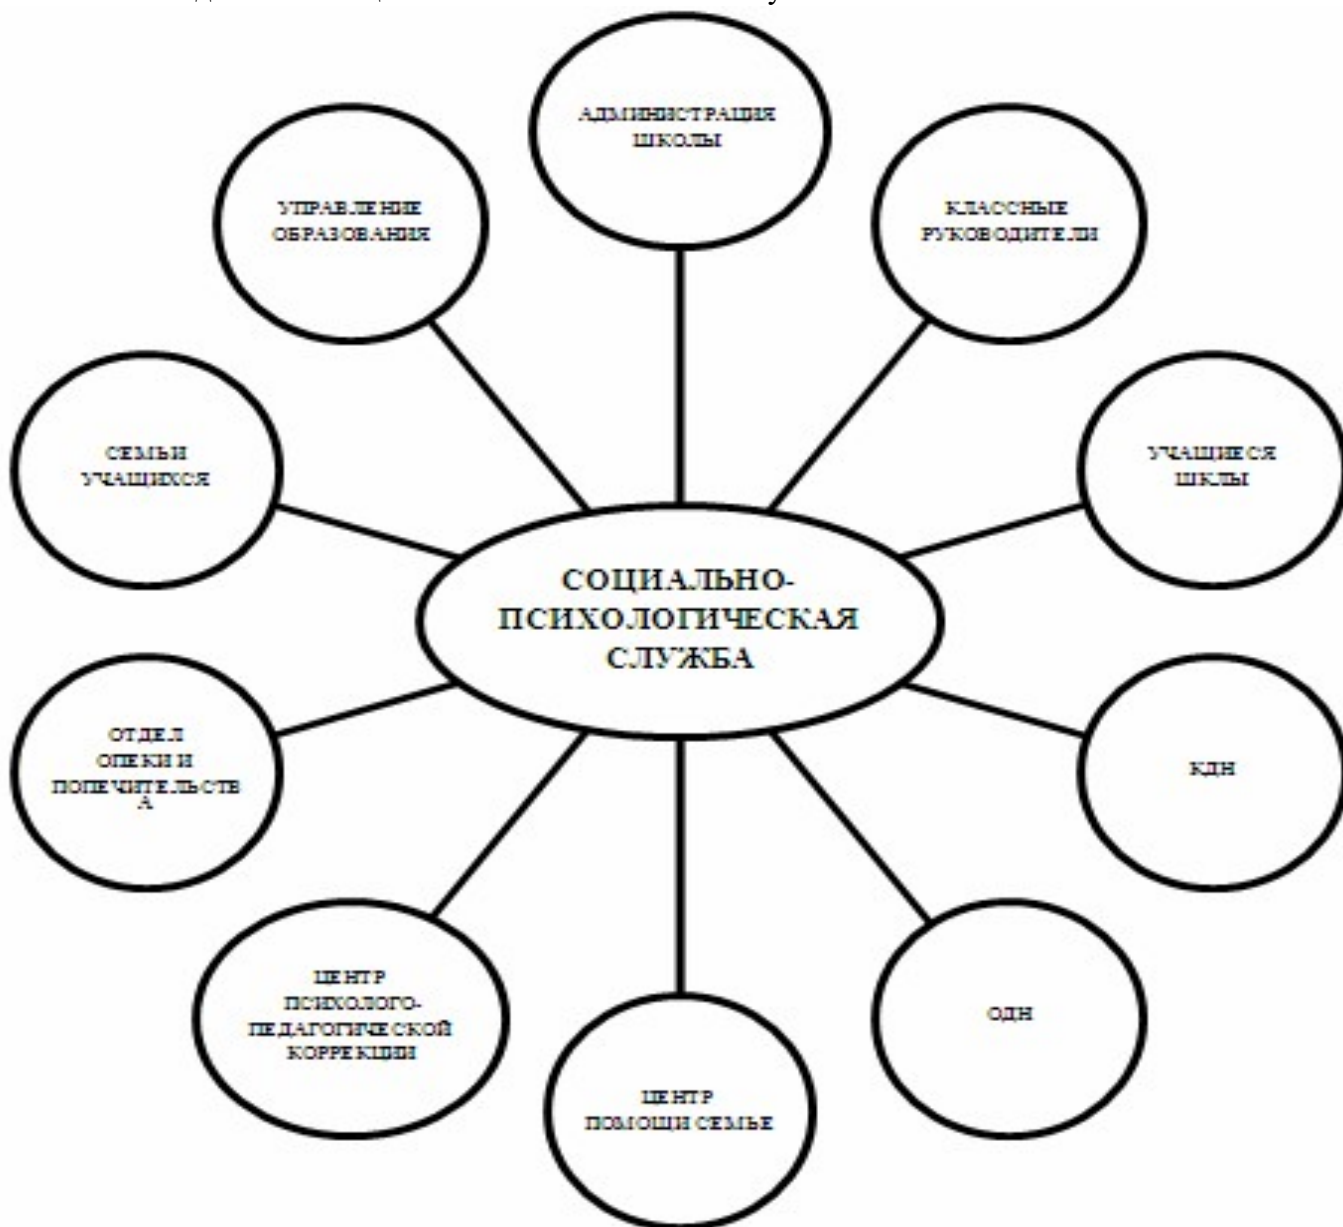 АДМИНИСТРАЦИЯ
ШКОЛЫ
УПРАВЛЕНИЕ
ОБРАЗОВАНИЯ
КЛАССНЫЕ
РУКОВОДИТЕЛИ
СЕМЬИ
УЧАЩИХСЯ
УЧАЩИЕСЯ
ШКЛЫ
СОЦИАЛЬНО-
ПСИХОЛОГИЧЕСКАЯ
СЛУЖБА
ОТДЕЛ
ОПЕКИ И
ПОПЕЧИТЕЛЬСТВ
А
КДН
ЦЕНТР
ПСИХОЛОГО-
ПЕДАГОГИЧЕСКОЙ
КОРРЕКЦИИ
ОДН
ЦЕНТР
ПОМОЩИ СЕМЬЕ